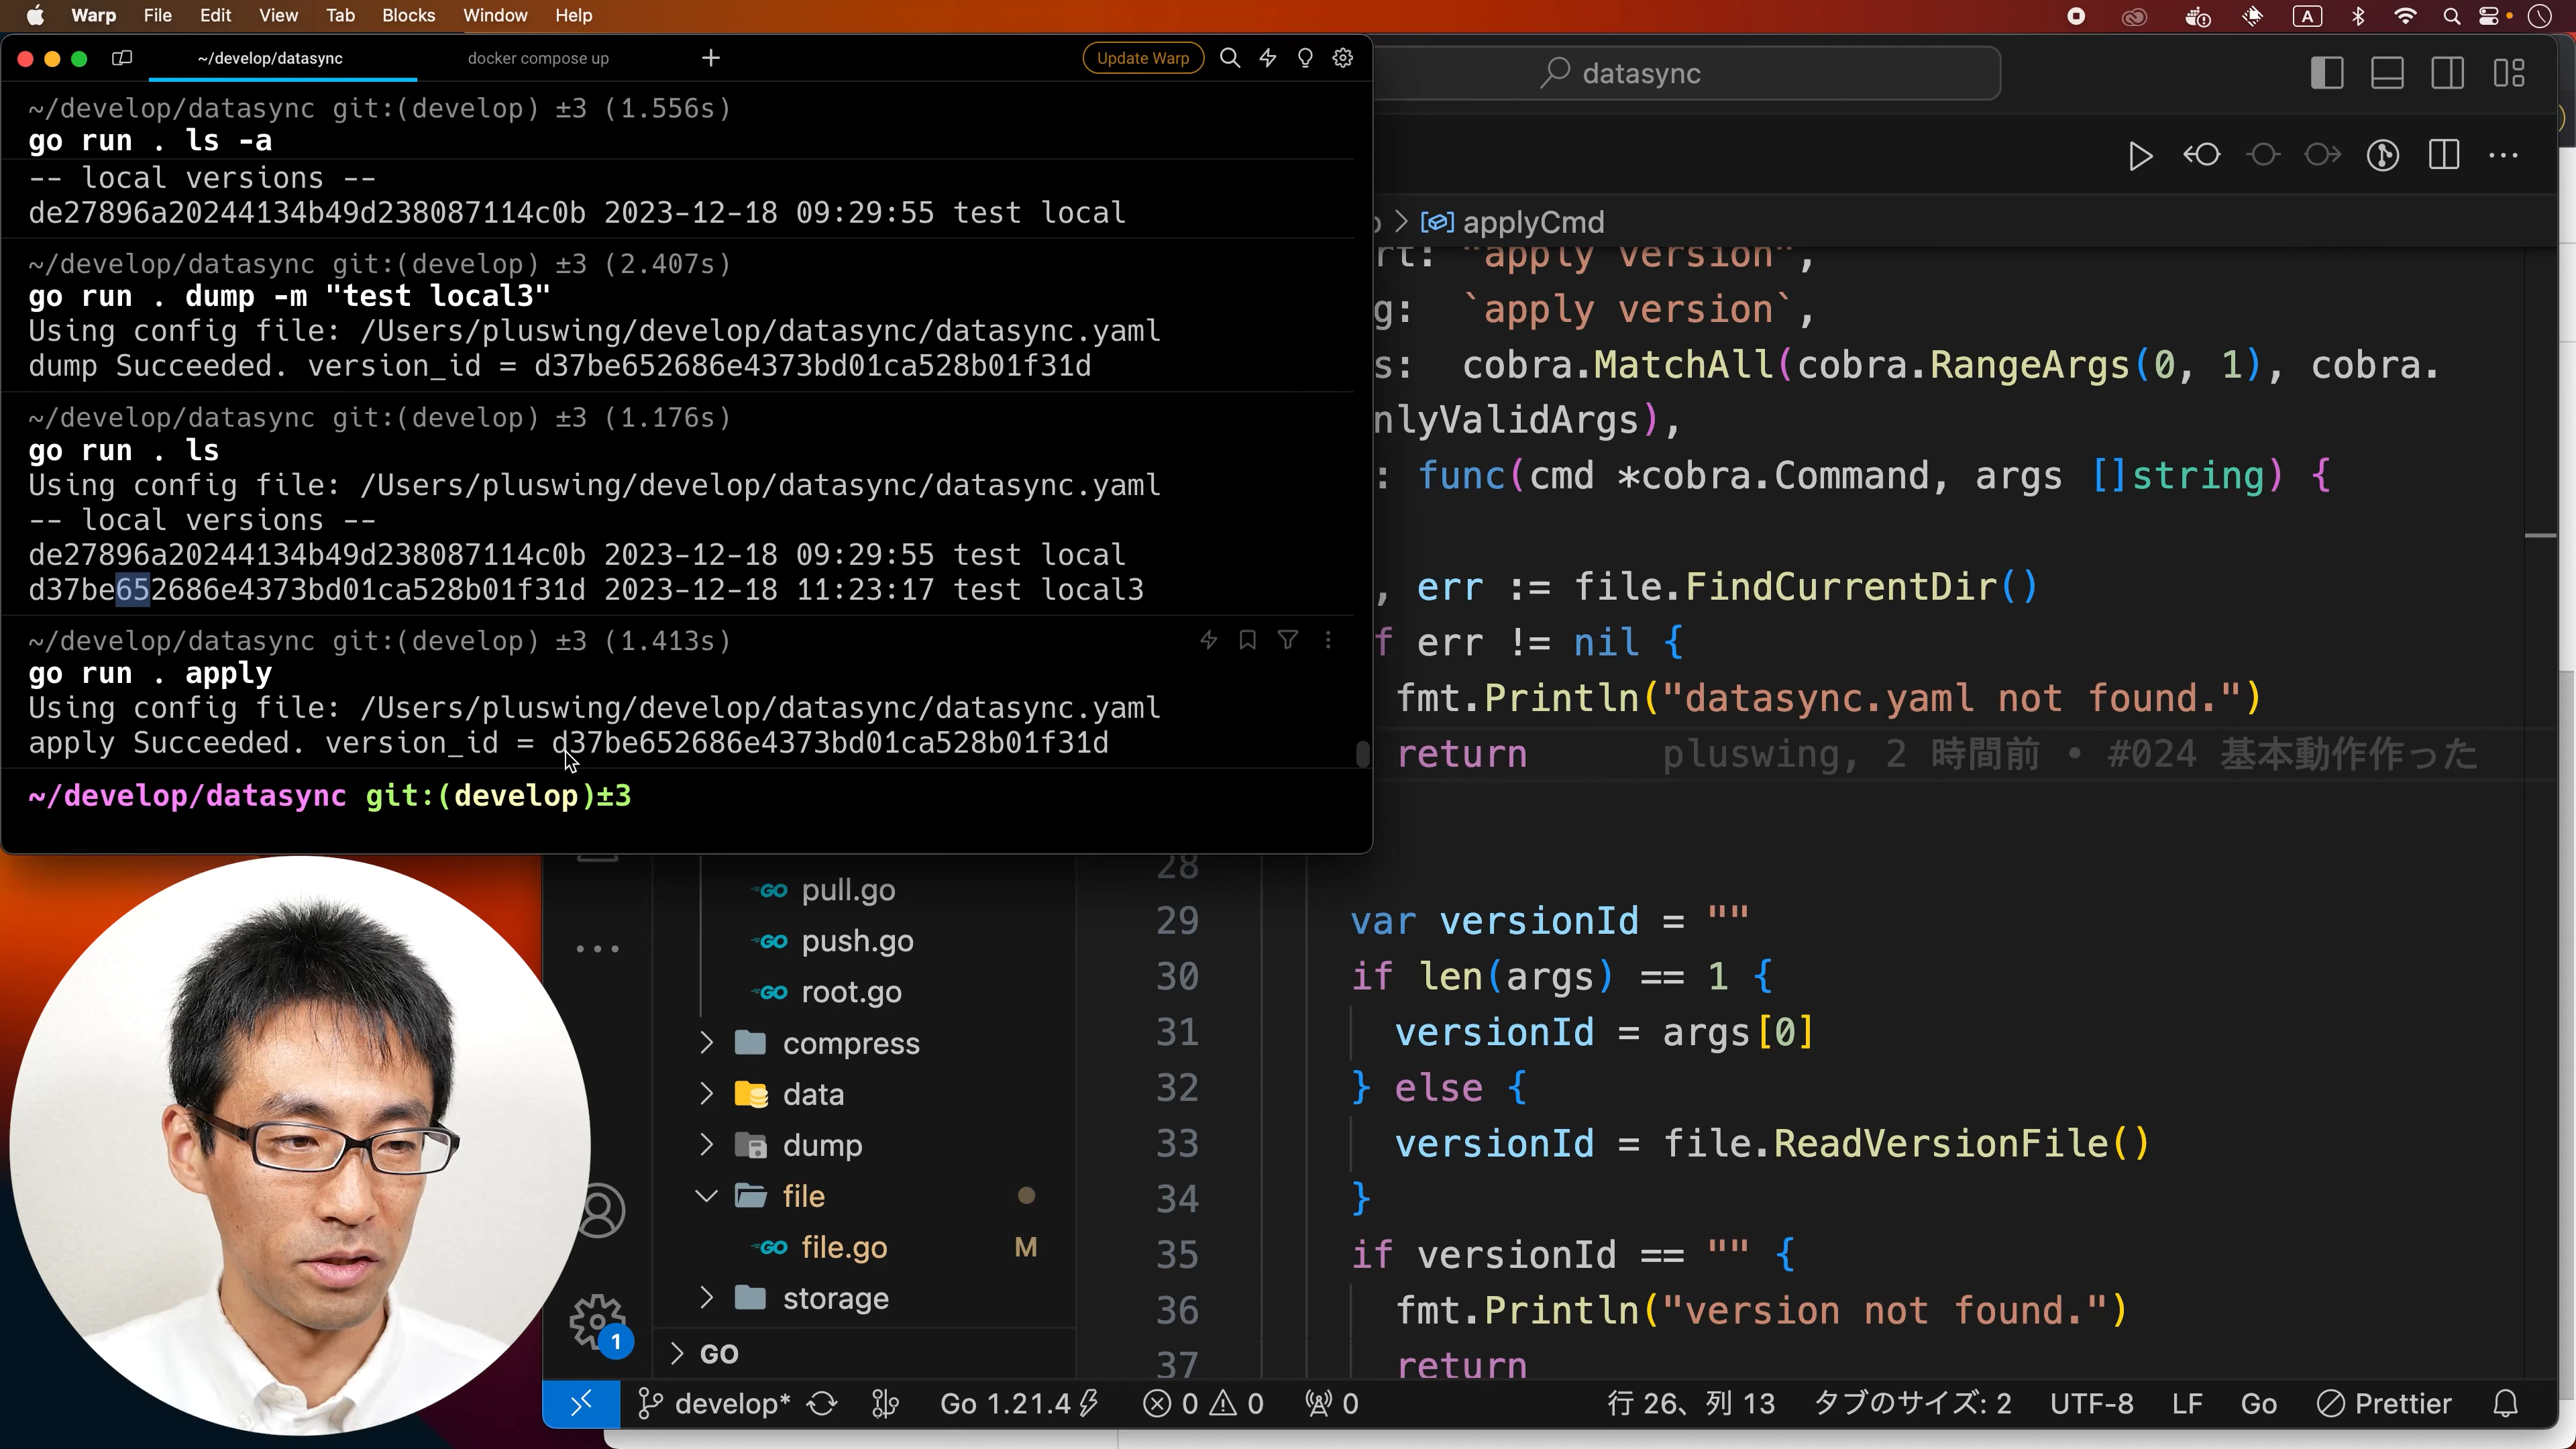 Warp File Edit View Tab Blocks Window Help
A
~/develop/datasync
docker compose up
Update Warp
~/develop/datasync git:(develop) ±3 (1.556s)
go run . ls -a
-- local versions --
de27896a20244134b49d238087114c0b 2023-12-18 09:29:55 test local
~/develop/datasync git:(develop) ±3 (2.407s)
go run . dump -m "test local3"
Using config file: /Users/pluswing/develop/datasync/datasync.yaml
dump Succeeded. version_id = d37be652686e4373bd01ca528b01f31d
~/develop/datasync git:(develop) ±3 (1.176s)
go run . ls
Using config file: /Users/pluswing/develop/datasync/datasync.yaml
-- local versions --
de27896a20244134b49d238087114c0b 2023-12-18 09:29:55 test local
d37be652686e4373bd01ca528b01f31d 2023-12-18 11:23:17 test local3
~/develop/datasync git:(develop) ±3 (1.413s)
go run . apply
Using config file: /Users/pluswing/develop/datasync/datasync.yaml
apply Succeeded. version_id = d37be652686e4373bd01ca528b01f31d
~/develop/datasync git:(develop)±3
datasync
> applyCmd
rt: "apply version",
g: `apply version`,
s: cobra.MatchAll(cobra.RangeArgs(0, 1), cobra.
nlyValidArgs),
: func(cmd *cobra.Command, args []string) {
, err := file.FindCurrentDir()
f err != nil {
fmt.Println("datasync.yaml not found.")
return pluswing, 2 時間前 • #024 基本動作作った
28
29 var versionId = ""
30 if len(args) == 1 {
31 versionId = args[0]
32 } else {
33 versionId = file.ReadVersionFile()
34 }
35 if versionId == "" {
36 fmt.Println("version not found.")
37 return
pull.go
push.go
root.go
compress
data
dump
file
file.go M
storage
GO
1
develop* Go 1.21.4 0 0 0 行 26、列 13 タブのサイズ: 2 UTF-8 LF Go Prettier